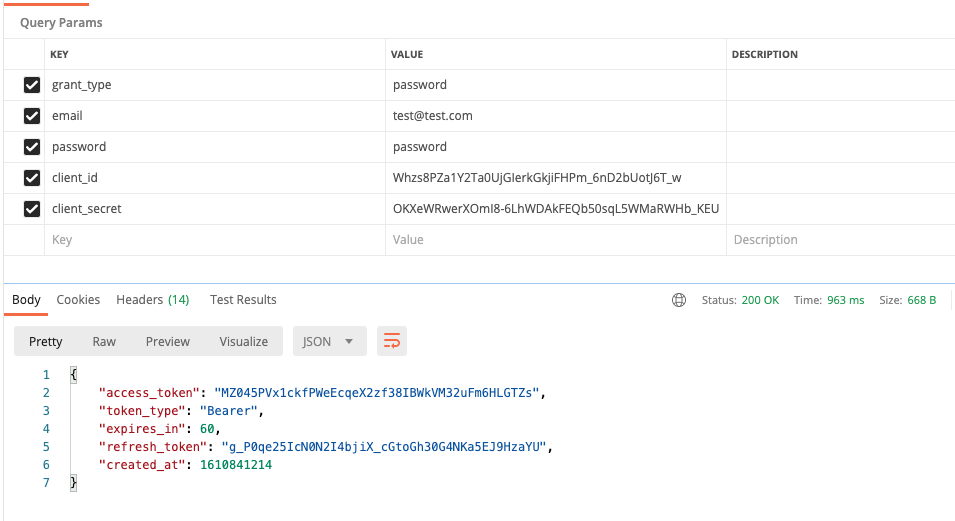 Query Params
KEY VALUE DESCRIPTION
grant_type password
email test@test.com
password password
client_id Whzs8PZa1Y2Ta0UjGIerkGkjiFHPm_6nD2bUotJ6T_w
client_secret OKXeWRwerXOmI8-6LhWDAkFEQb50sqL5WMaRWHb_KEU
Key Value Description
Body Cookies Headers (14) Test Results Status: 200 OK Time: 963 ms Size: 668 B
Pretty Raw Preview Visualize JSON
1 {
2 "access_token": "MZ045PVx1ckfPWeEcqeX2zf38IBWkVM32uFm6HLGTZs",
3 "token_type": "Bearer",
4 "expires_in": 60,
5 "refresh_token": "g_P0qe25IcN0N2I4bjiX_cGtoGh30G4NKa5EJ9HzaYU",
6 "created_at": 1610841214
7 }